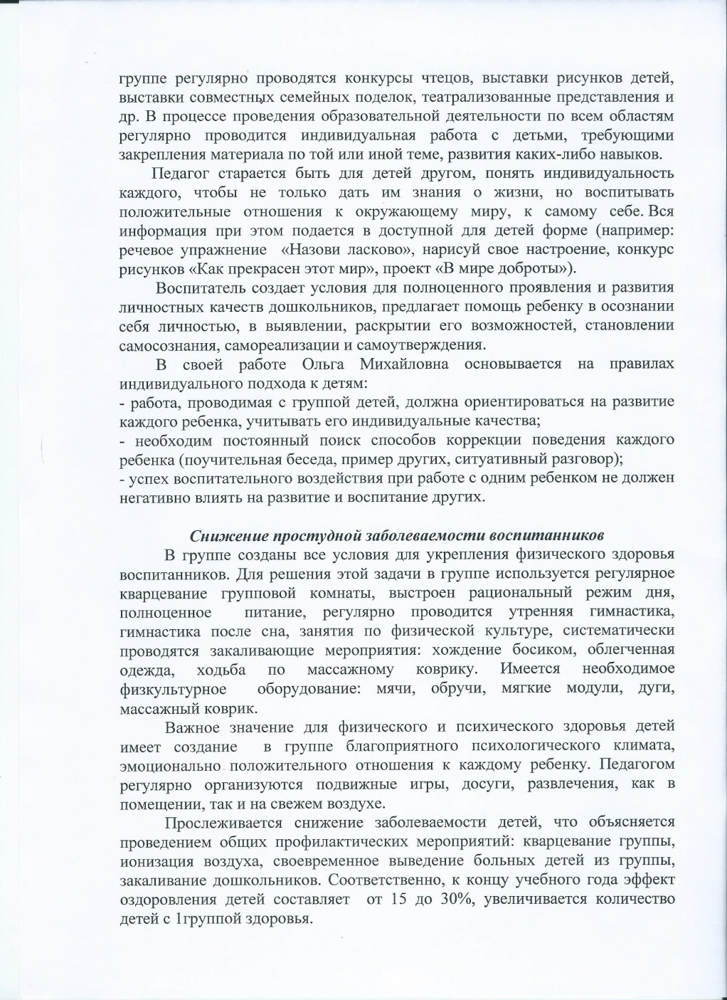 группе регулярно проводятся конкурсы чтецов, выставки рисунков детей,
выставки совместных семейных поделок, театрализованные представления и
др. В процессе проведения образовательной деятельности по всем областям
регулярно проводится индивидуальная работа с детьми, требующими
закрепления материала по той или иной теме, развития каких-либо навыков.
Педагог старается быть для детей другом, понять индивидуальность
каждого, чтобы не только дать им знания о жизни, но воспитывать
положительные отношения к окружающему миру, к самому себе. Вся
информация при этом подается в доступной для детей форме (например:
речевое упражнение «Назови ласково», нарисуй свое настроение, конкурс
рисунков «Как прекрасен этот мир», проект «В мире доброты»).
Воспитатель создает условия для полноценного проявления и развития
личностных качеств дошкольников, предлагает помощь ребенку в осознании
себя личностью, в выявлении, раскрытии его возможностей, становлении
самосознания, самореализации и самоутверждения.
В своей работе Ольга Михайловна основывается на правилах
индивидуального подхода к детям:
- работа, проводимая с группой детей, должна ориентироваться на развитие
каждого ребенка, учитывать его индивидуальные качества;
- необходим постоянный поиск способов коррекции поведения каждого
ребенка (поучительная беседа, пример других, ситуативный разговор);
- успех воспитательного воздействия при работе с одним ребенком не должен
негативно влиять на развитие и воспитание других.
Снижение простудной заболеваемости воспитанников
В группе созданы все условия для укрепления физического здоровья
воспитанников. Для решения этой задачи в группе используется регулярное
кварцевание групповой комнаты, выстроен рациональный режим дня,
полноценное питание, регулярно проводится утренняя гимнастика,
гимнастика после сна, занятия по физической культуре, систематически
проводятся закаливающие мероприятия: хождение босиком, облегченная
одежда, ходьба по массажному коврику. Имеется необходимое
физкультурное оборудование: мячи, обручи, мягкие модули, дуги,
массажный коврик.
Важное значение для физического и психического здоровья детей
имеет создание в группе благоприятного психологического климата,
эмоционально положительного отношения к каждому ребенку. Педагогом
регулярно организуются подвижные игры, досуги, развлечения, как в
помещении, так и на свежем воздухе.
Прослеживается снижение заболеваемости детей, что объясняется
проведением общих профилактических мероприятий: кварцевание группы,
ионизация воздуха, своевременное выведение больных детей из группы,
закаливание дошкольников. Соответственно, к концу учебного года эффект
оздоровления детей составляет от 15 до 30%, увеличивается количество
детей с 1группой здоровья.